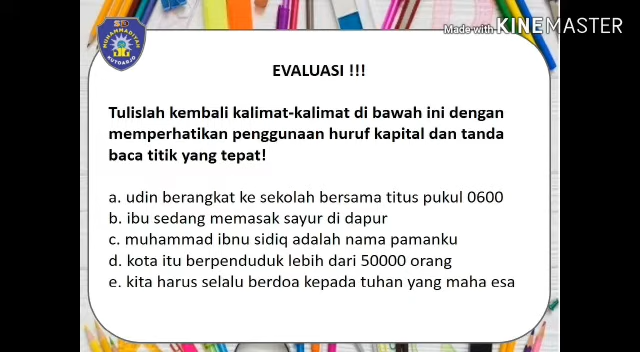 Made with KINEMASTER
SD
MUHAMMADIYAH
KUTOARJO
EVALUASI !!!
Tulislah kembali kalimat-kalimat di bawah ini dengan
memperhatikan penggunaan huruf kapital dan tanda
baca titik yang tepat!
a. udin berangkat ke sekolah bersama titus pukul 0600
b. ibu sedang memasak sayur di dapur
c. muhammad ibnu sidiq adalah nama pamanku
d. kota itu berpenduduk lebih dari 50000 orang
e. kita harus selalu berdoa kepada tuhan yang maha esa